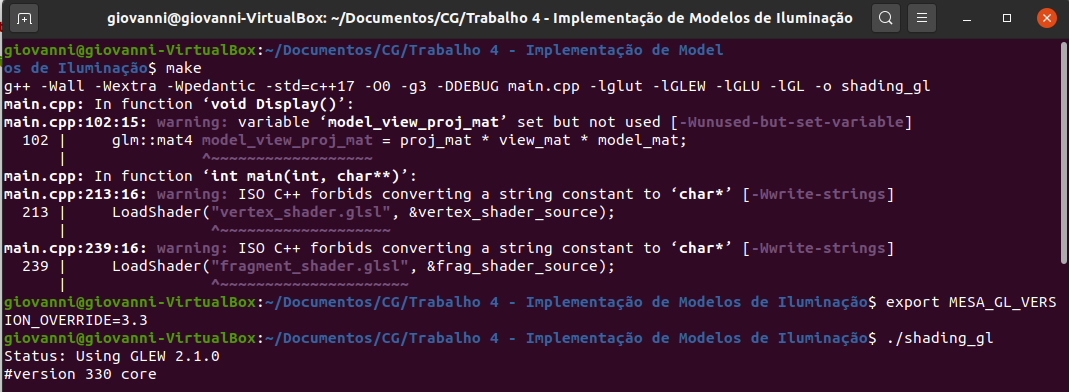 giovanni@giovanni-VirtualBox: ~/Documentos/CG/Trabalho 4 - Implementação de Modelos de Iluminação
giovanni@giovanni-VirtualBox:~/Documentos/CG/Trabalho 4 - Implementação de Model
os de Iluminação$ make
g++ -Wall -Wextra -Wpedantic -std=c++17 -O0 -g3 -DDEBUG main.cpp -lglut -lGLEW -lGLU -lGL -o shading_gl
main.cpp: In function ‘void Display()’:
main.cpp:102:15: warning: variable ‘model_view_proj_mat’ set but not used [-Wunused-but-set-variable]
  102 |     glm::mat4 model_view_proj_mat = proj_mat * view_mat * model_mat;
      |               ^~~~~~~~~~~~~~~~~~~
main.cpp: In function ‘int main(int, char**)’:
main.cpp:213:16: warning: ISO C++ forbids converting a string constant to ‘char*’ [-Wwrite-strings]
  213 |     LoadShader("vertex_shader.glsl", &vertex_shader_source);
      |                ^~~~~~~~~~~~~~~~~~~~
main.cpp:239:16: warning: ISO C++ forbids converting a string constant to ‘char*’ [-Wwrite-strings]
  239 |     LoadShader("fragment_shader.glsl", &frag_shader_source);
      |                ^~~~~~~~~~~~~~~~~~~~~~
giovanni@giovanni-VirtualBox:~/Documentos/CG/Trabalho 4 - Implementação de Modelos de Iluminação$ export MESA_GL_VERS
ION_OVERRIDE=3.3
giovanni@giovanni-VirtualBox:~/Documentos/CG/Trabalho 4 - Implementação de Modelos de Iluminação$ ./shading_gl
Status: Using GLEW 2.1.0
#version 330 core